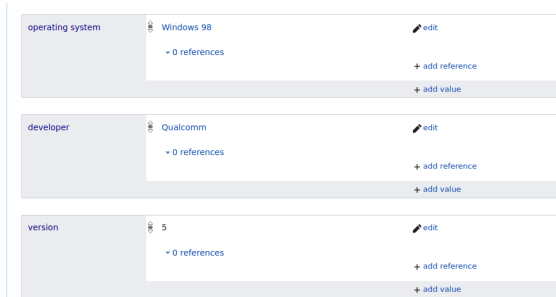 operating system
Windows 98
edit
0 references
+ add reference
+ add value
developer
Qualcomm
edit
0 references
+ add reference
+ add value
version
5
edit
0 references
+ add reference
+ add value